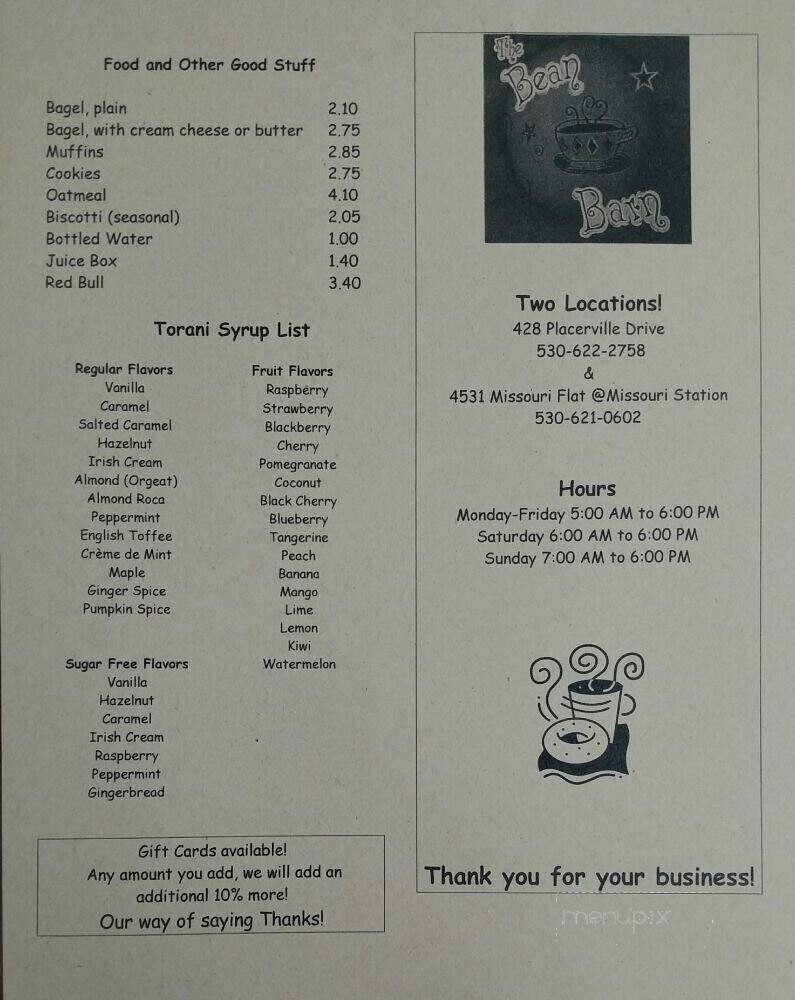 Food and Other Good Stuff
Bagel, plain 2.10
Bagel, with cream cheese or butter 2.75
Muffins 2.85
Cookies 2.75
Oatmeal 4.10
Biscotti (seasonal) 2.05
Bottled Water 1.00
Juice Box 1.40
Red Bull 3.40
Torani Syrup List
Regular Flavors
Vanilla
Caramel
Salted Caramel
Hazelnut
Irish Cream
Almond (Orgeat)
Almond Roca
Peppermint
English Toffee
Crème de Mint
Maple
Ginger Spice
Pumpkin Spice
Sugar Free Flavors
Vanilla
Hazelnut
Caramel
Irish Cream
Raspberry
Peppermint
Gingerbread
Fruit Flavors
Raspberry
Strawberry
Blackberry
Cherry
Pomegranate
Coconut
Black Cherry
Blueberry
Tangerine
Peach
Banana
Mango
Lime
Lemon
Kiwi
Watermelon
Gift Cards available!
Any amount you add, we will add an
additional 10% more!
Our way of saying Thanks!
The
Bean
Barn
Two Locations!
428 Placerville Drive
530-622-2758
&
4531 Missouri Flat @Missouri Station
530-621-0602
Hours
Monday-Friday 5:00 AM to 6:00 PM
Saturday 6:00 AM to 6:00 PM
Sunday 7:00 AM to 6:00 PM
Thank you for your business!
menupix